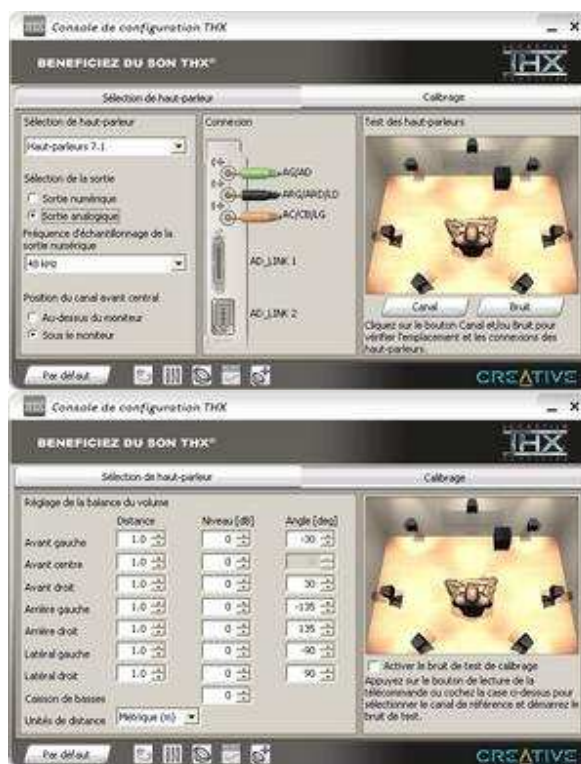 Console de configuration THX
BENEFICIEZ DU SON THX®
THX
Sélection de haut-parleur
Calibrage
Sélection de haut-parleur
Haut-parleurs 7.1
Sélection de la sortie
Sortie numérique
Sortie analogique
Fréquence d'échantillonnage de la
sortie numérique
48 kHz
Position du canal avant central
Au-dessus du moniteur
Sous le moniteur
Connexion
AG/AD
ARG/ARD/LD
AC/CB/LG
AD_LINK 1
AD_LINK 2
Test des haut-parleurs
Canal
Bruit
Cliquez sur le bouton Canal et/ou Bruit pour
vérifier l'emplacement et les connexions des
haut-parleurs.
Par défaut
CREATIVE
Console de configuration THX
BENEFICIEZ DU SON THX®
THX
Sélection de haut-parleur
Calibrage
Réglage de la balance du volume
Distance Niveau [dB] Angle [deg]
Avant gauche 1.0 0 -30
Avant centre 1.0 0
Avant droit 1.0 0 30
Arrière gauche 1.0 0 -135
Arrière droit 1.0 0 135
Latéral gauche 1.0 0 -90
Latéral droit 1.0 0 90
Caisson de basses 0
Unités de distance Métrique (m)
Activer le bruit de test de calibrage
Appuyez sur le bouton de lecture de la
télécommande ou cochez la case ci-dessus pour
sélectionner le canal de référence et démarrez le
bruit de test.
Par défaut
CREATIVE